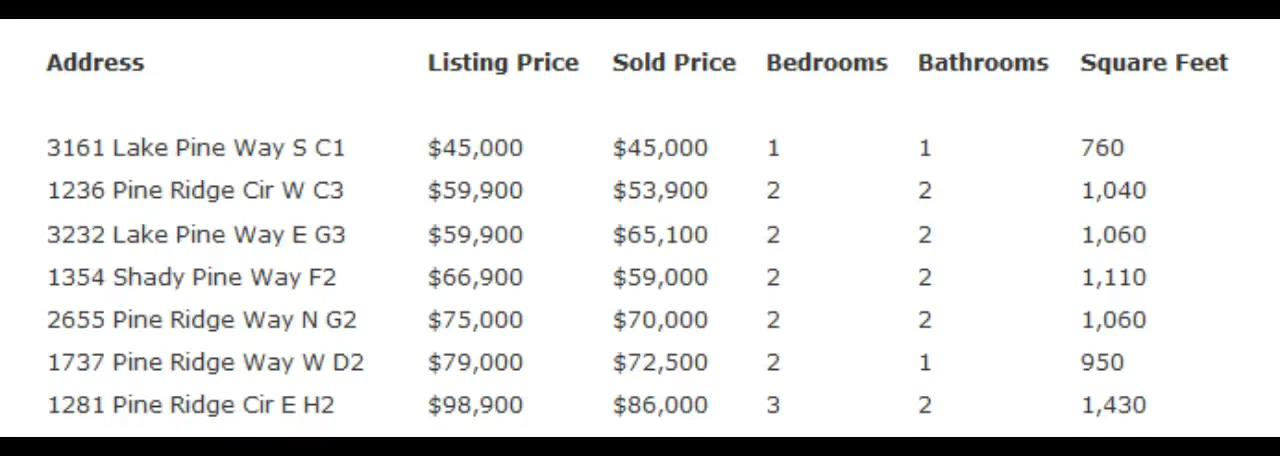 Address Listing Price Sold Price Bedrooms Bathrooms Square Feet
3161 Lake Pine Way S C1 $45,000 $45,000 1 1 760
1236 Pine Ridge Cir W C3 $59,900 $53,900 2 2 1,040
3232 Lake Pine Way E G3 $59,900 $65,100 2 2 1,060
1354 Shady Pine Way F2 $66,900 $59,000 2 2 1,110
2655 Pine Ridge Way N G2 $75,000 $70,000 2 2 1,060
1737 Pine Ridge Way W D2 $79,000 $72,500 2 1 950
1281 Pine Ridge Cir E H2 $98,900 $86,000 3 2 1,430